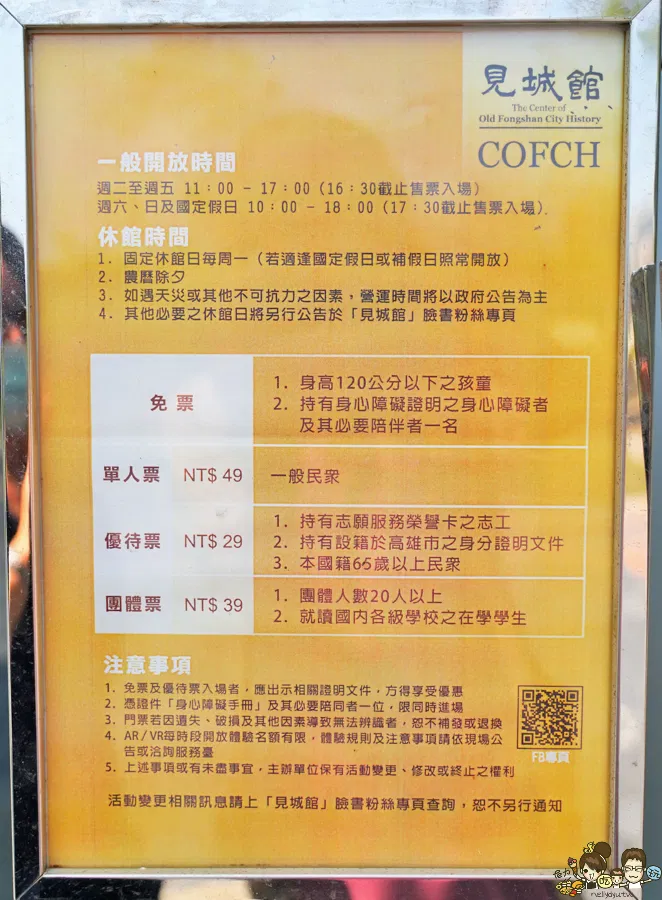 見城館
The Center of
Old Fongshan City History
COFCH
一般開放時間
週二至週五 11：00 - 17：00（16：30截止售票入場）
週六、日及國定假日 10：00 - 18：00（17：30截止售票入場）.
休館時間
1. 固定休館日每周一（若適逢國定假日或補假日照常開放）
2. 農曆除夕
3. 如遇天災或其他不可抗力之因素，營運時間將以政府公告為主
4. 其他必要之休館日將另行公告於「見城館」臉書粉絲專頁
免票
1. 身高120公分以下之孩童
2. 持有身心障礙證明之身心障礙者
及其必要陪伴者一名
單人票 NT$ 49 一般民眾
優待票 NT$ 29
1. 持有志願服務榮譽卡之志工
2. 持有設籍於高雄市之身分證明文件
3. 本國籍65歲以上民眾
團體票 NT$ 39
1. 團體人數20人以上
2. 就讀國內各級學校之在學學生
注意事項
1. 免票及優待票入場者，應出示相關證明文件，方得享受優惠
2. 憑證件「身心障礙手冊」及其必要陪同者一位，限同時進場
3. 門票若因遺失、破損及其他因素導致無法辨識者，恕不補發或退換
4. AR/VR每時段開放體驗名額有限，體驗規則及注意事項請依現場公
告或洽詢服務臺
5. 上述事項或有未盡事宜，主辦單位保有活動變更、修改或終止之權利
FB專頁
活動變更相關訊息請上「見城館」臉書粉絲專頁查詢，恕不另行通知